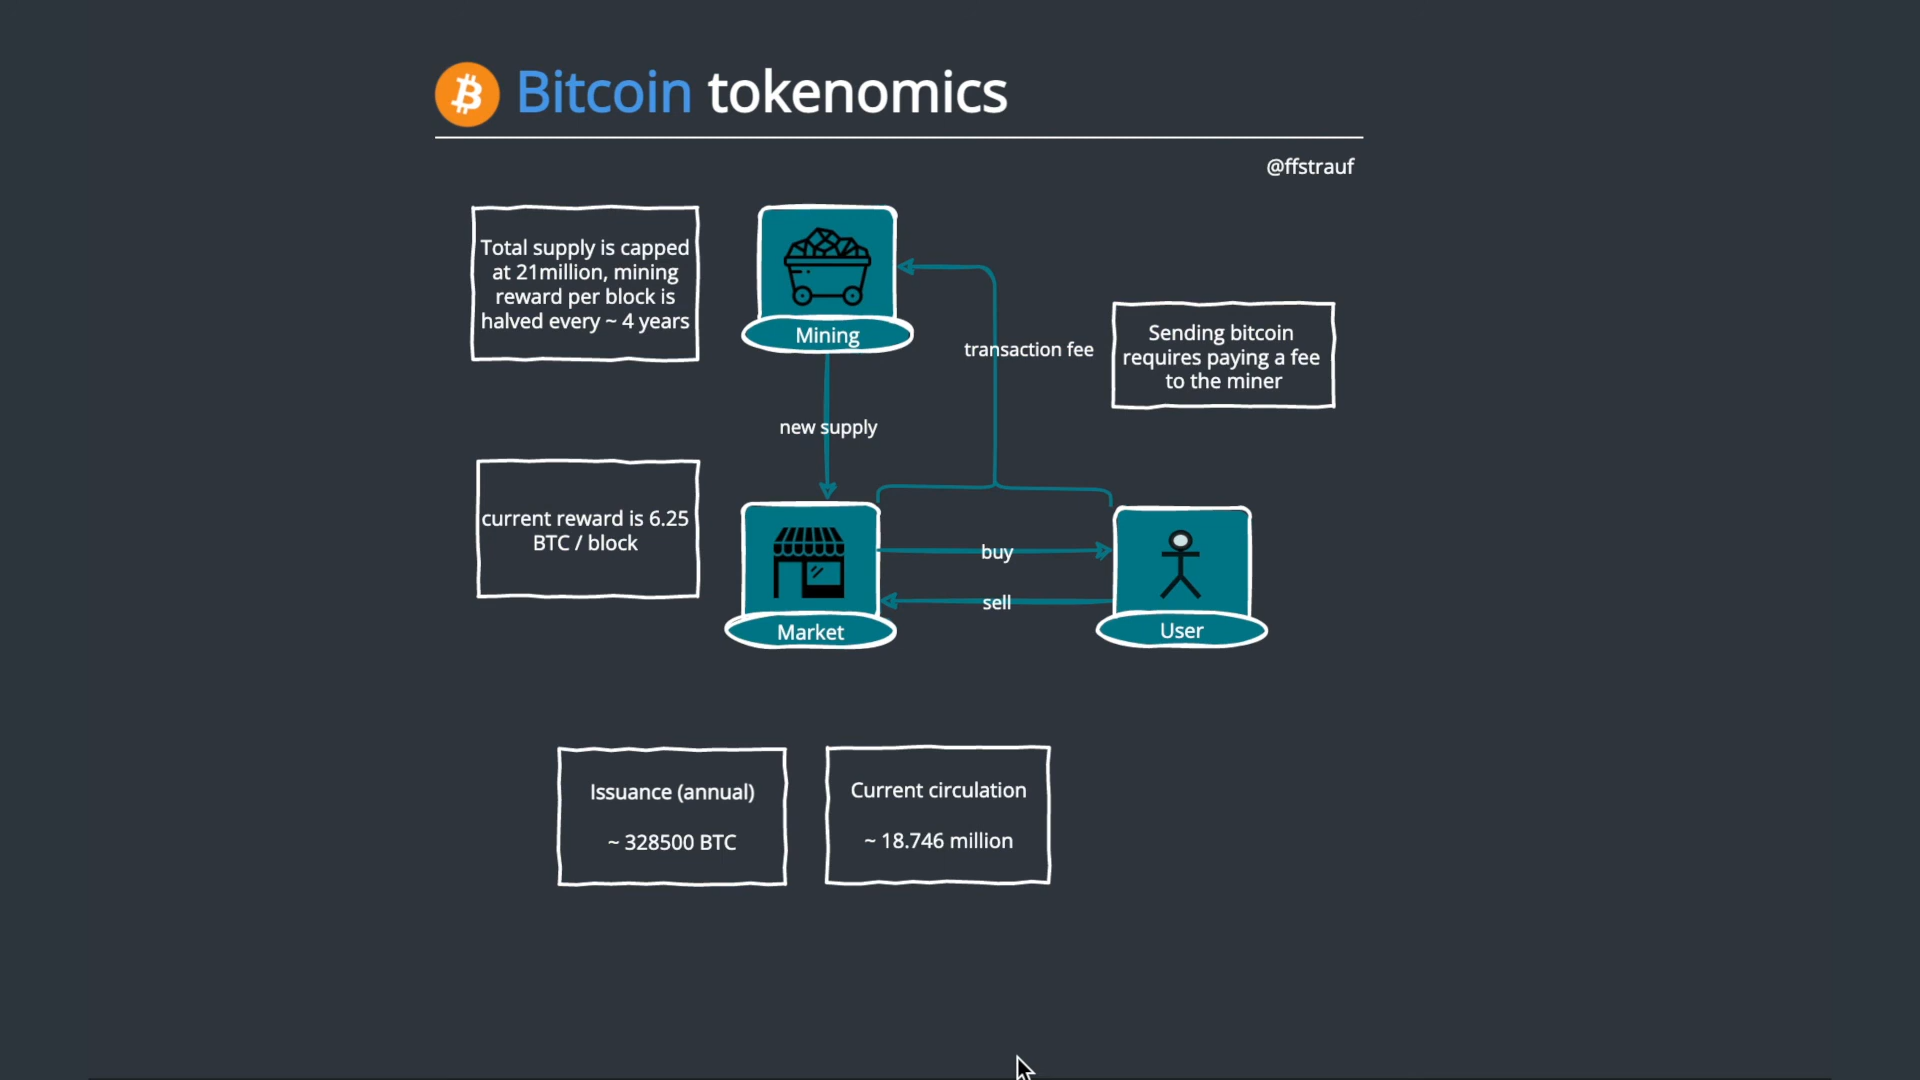 Bitcoin tokenomics
@ffstrauf
Total supply is capped
at 21million, mining
reward per block is
halved every ~ 4 years
Mining
transaction fee
Sending bitcoin
requires paying a fee
to the miner
new supply
current reward is 6.25
BTC / block
buy
sell
Market
User
Issuance (annual)
~ 328500 BTC
Current circulation
~ 18.746 million